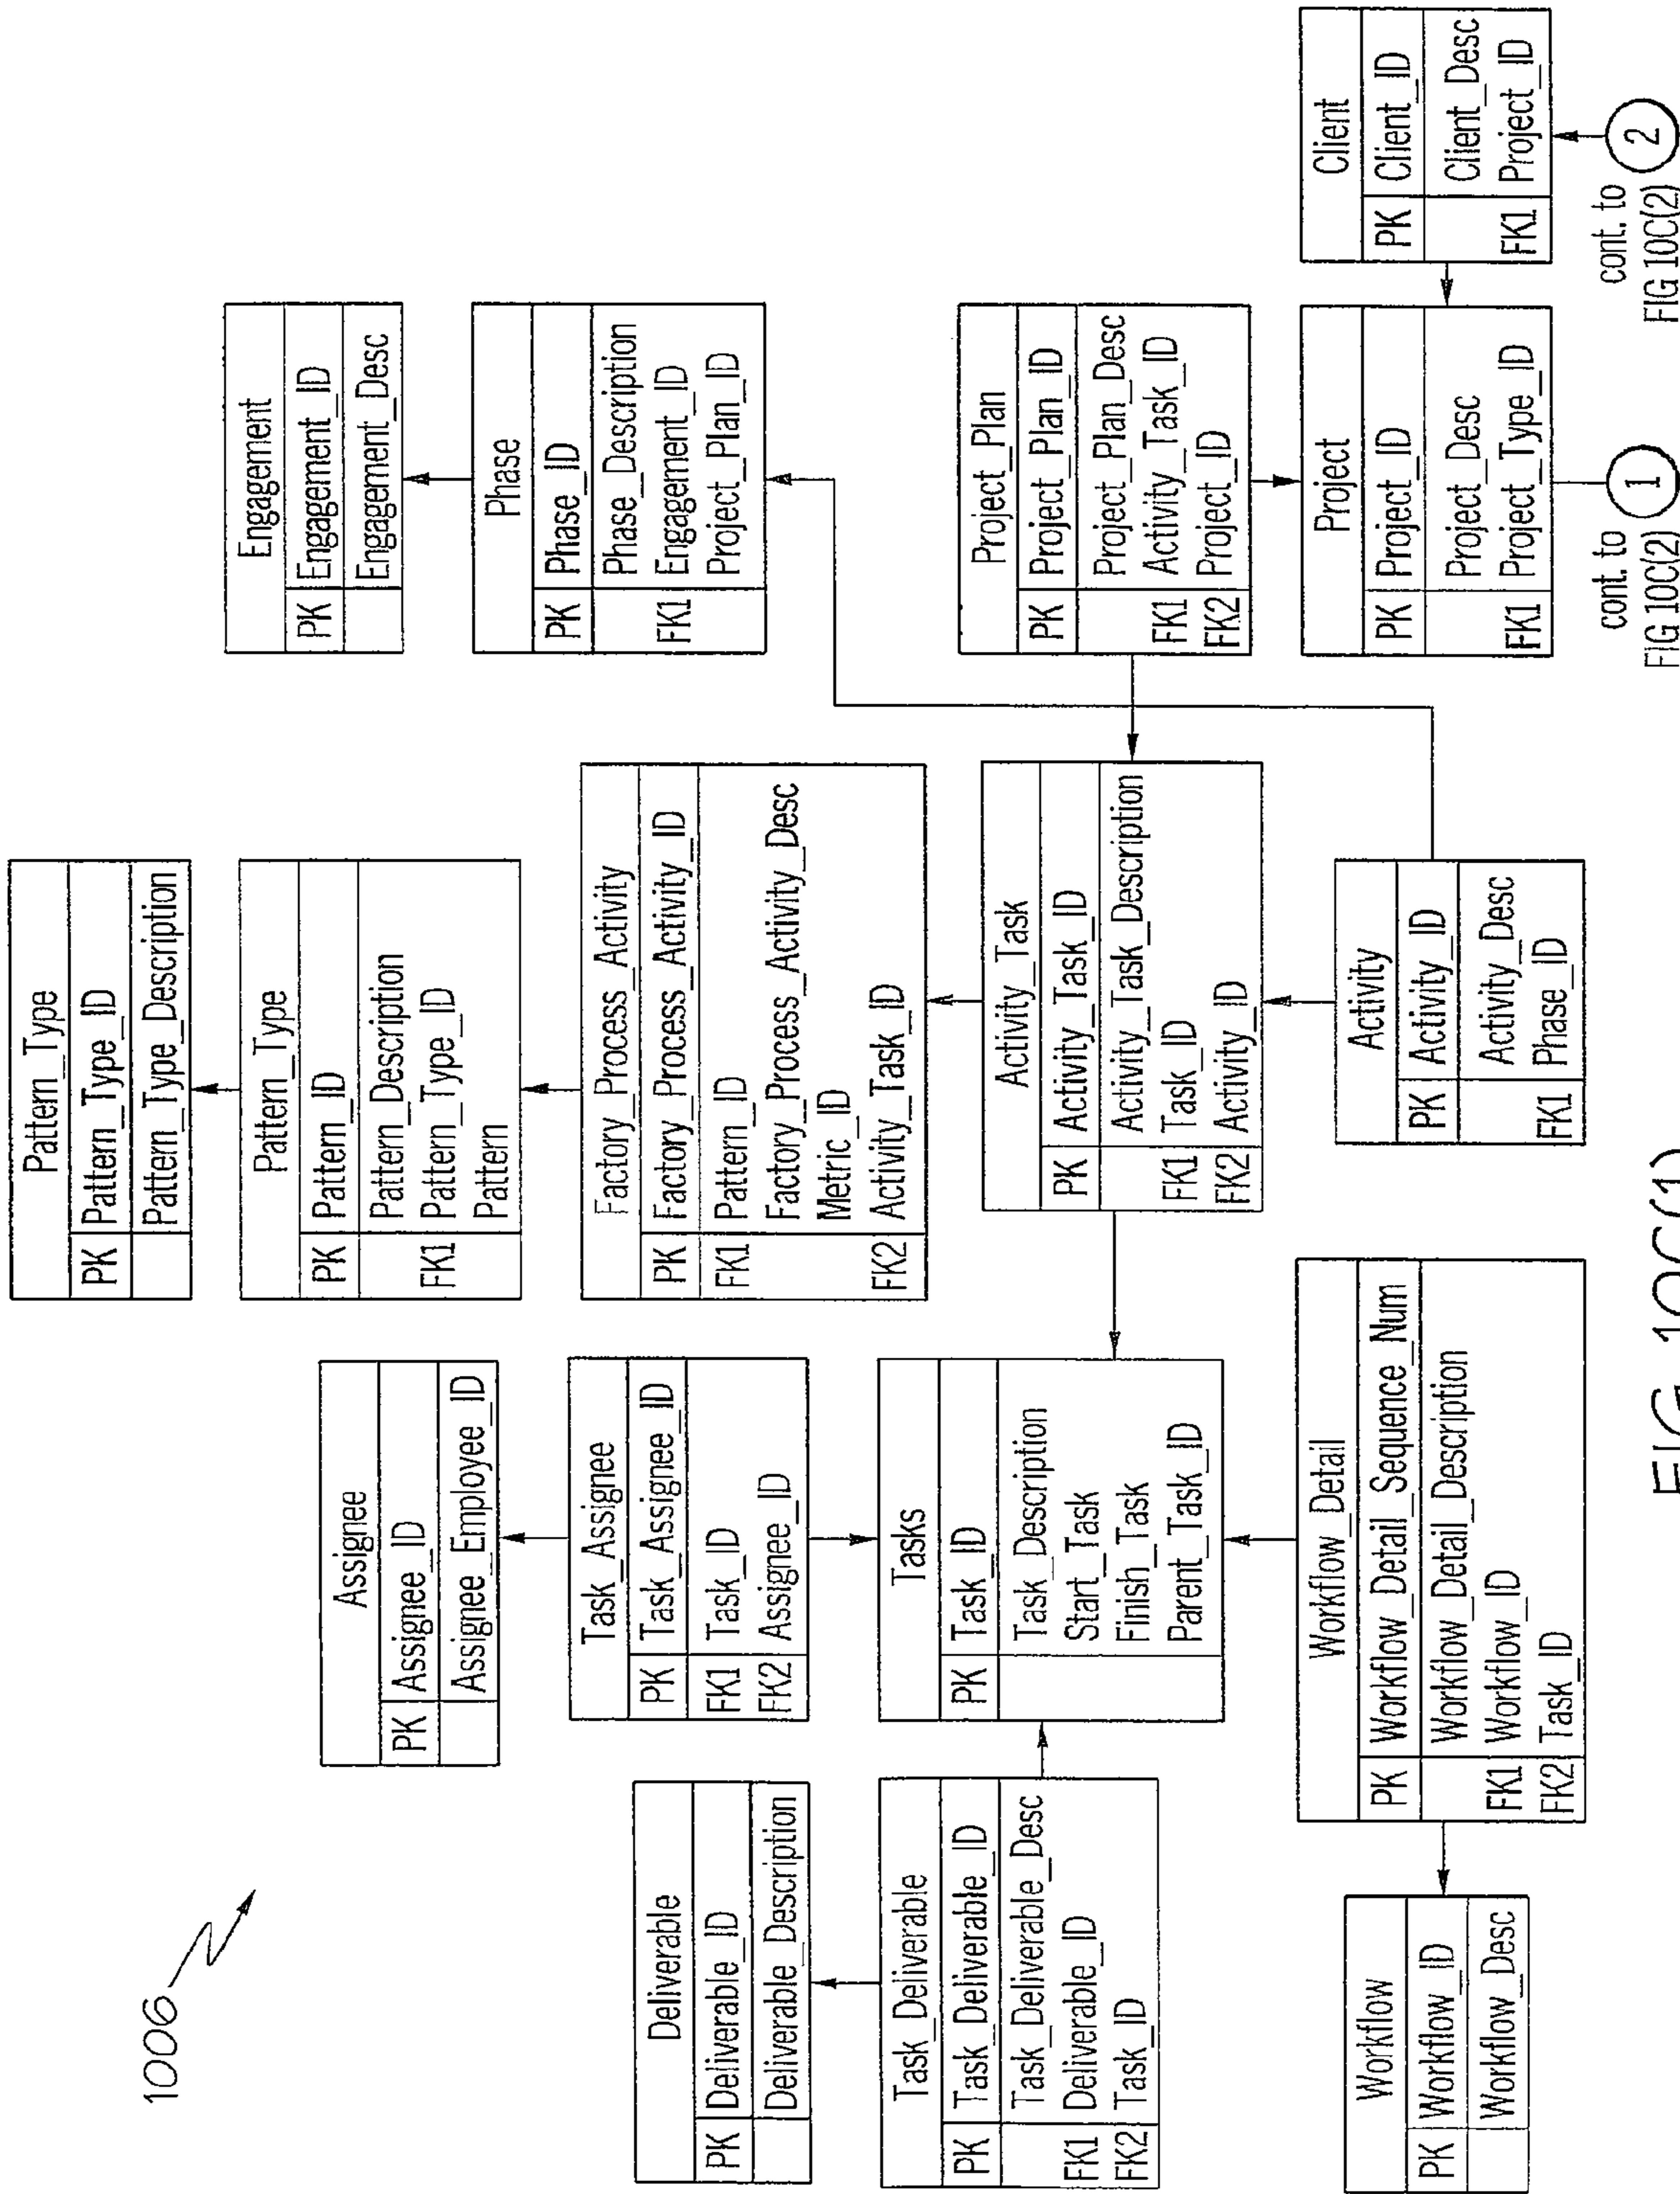 1006
Deliverable
PK Deliverable_ID
Deliverable_Description
Task_Deliverable
PK Task_Deliverable_ID
Task_Deliverable_Desc
FK1 Deliverable_ID
FK2 Task_ID
Workflow
PK Workflow_ID
Workflow_Desc
Assignee
PK Assignee_ID
Assignee_Employee_ID
Task_Assignee
PK Task_Assignee_ID
FK1 Task_ID
FK2 Assignee_ID
Tasks
PK Task_ID
Task_Description
Start_Task
Finish_Task
Parent_Task_ID
Workflow_Detail
PK Workflow_Detail_Sequence_Num
Workflow_Detail_Description
FK1 Workflow_ID
FK2 Task_ID
Pattern_Type
PK Pattern_Type_ID
Pattern_Type_Description
Pattern_Type
PK Pattern_ID
Pattern_Description
FK1 Pattern_Type_ID
Pattern
Factory_Process_Activity
PK Factory_Process_Activity_ID
FK1 Pattern_ID
Factory_Process_Activity_Desc
Metric_ID
FK2 Activity_Task_ID
Activity_Task
PK Activity_Task_ID
Activity_Task_Description
FK1 Task_ID
FK2 Activity_ID
Activity
PK Activity_ID
Activity_Desc
FK1 Phase_ID
Engagement
PK Engagement_ID
Engagement_Desc
Phase
PK Phase_ID
Phase_Description
FK1 Engagement_ID
Project_Plan_ID
Project_Plan
PK Project_Plan_ID
Project_Plan_Desc
FK1 Activity_Task_ID
FK2 Project_ID
Project
PK Project_ID
Project_Desc
FK1 Project_Type_ID
Client
PK Client_ID
Client_Desc
FK1 Project_ID
cont. to
FIG 10C(2)
1
cont. to
FIG 10C(2)
2
FIG 10C(1)